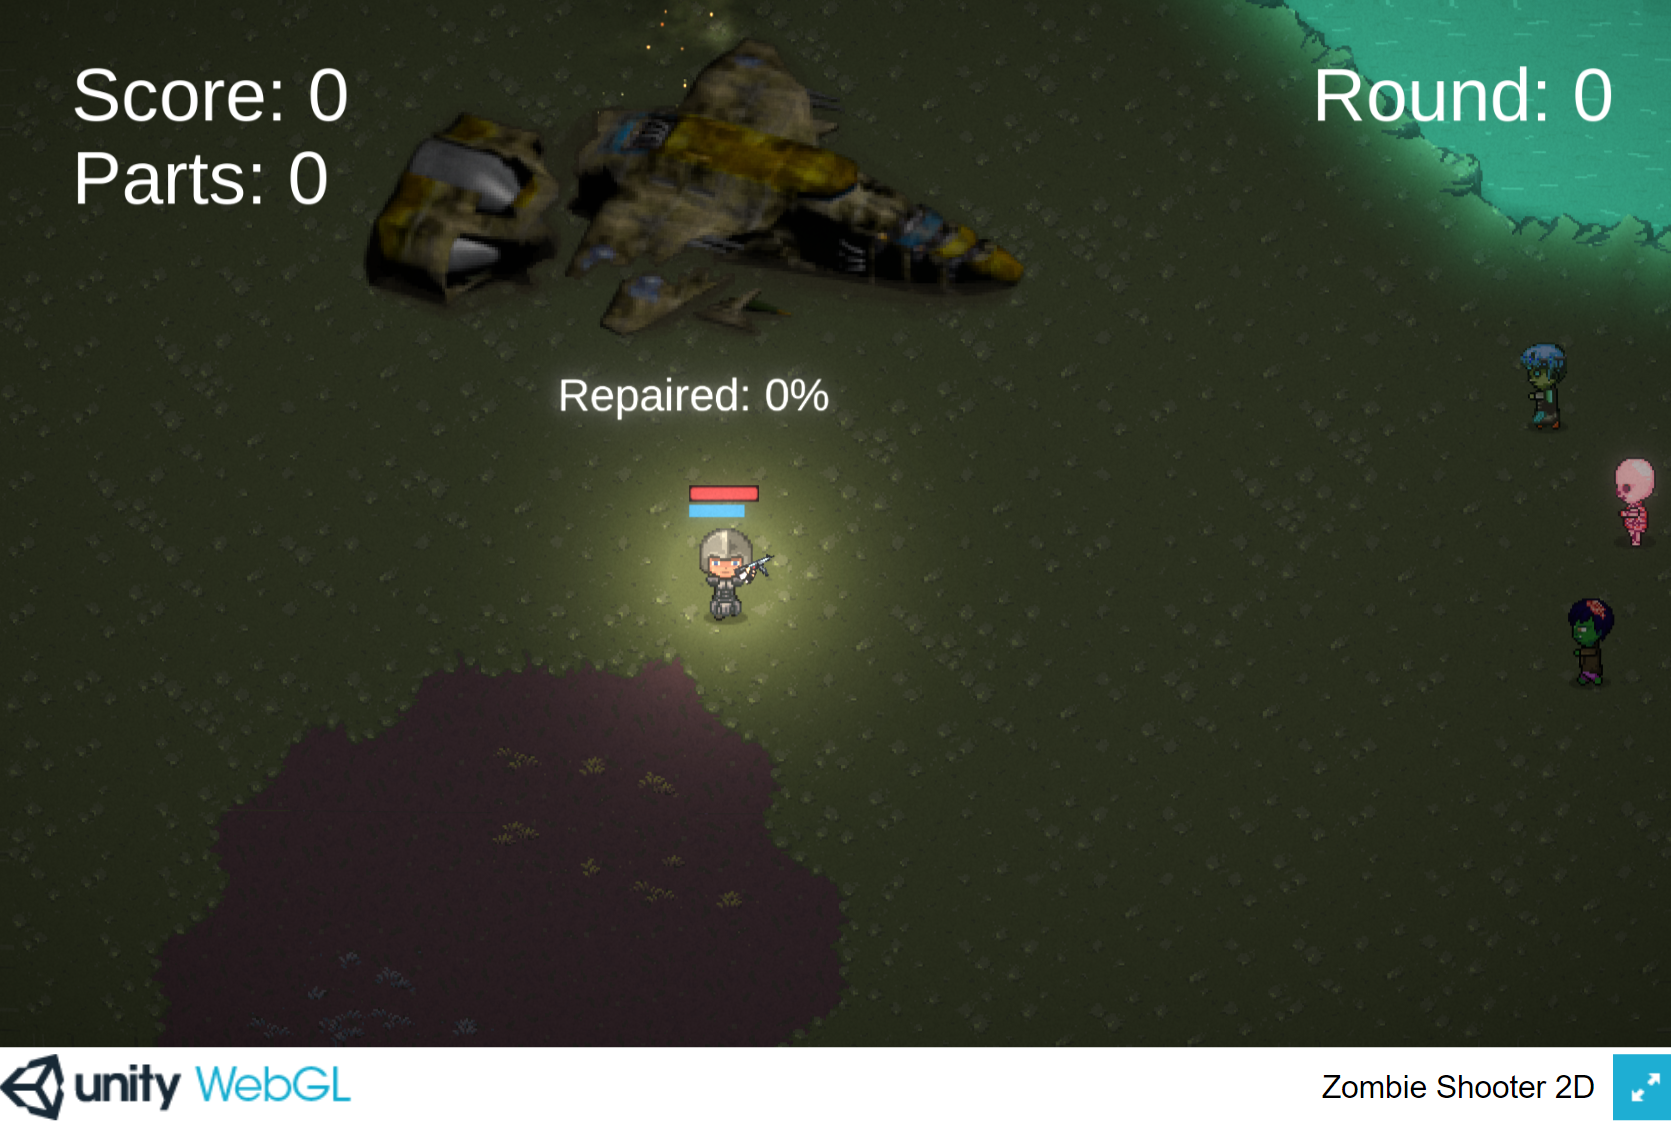 Score: 0
Round: 0
Parts: 0
Repaired: 0%
unity WebGL
Zombie Shooter 2D